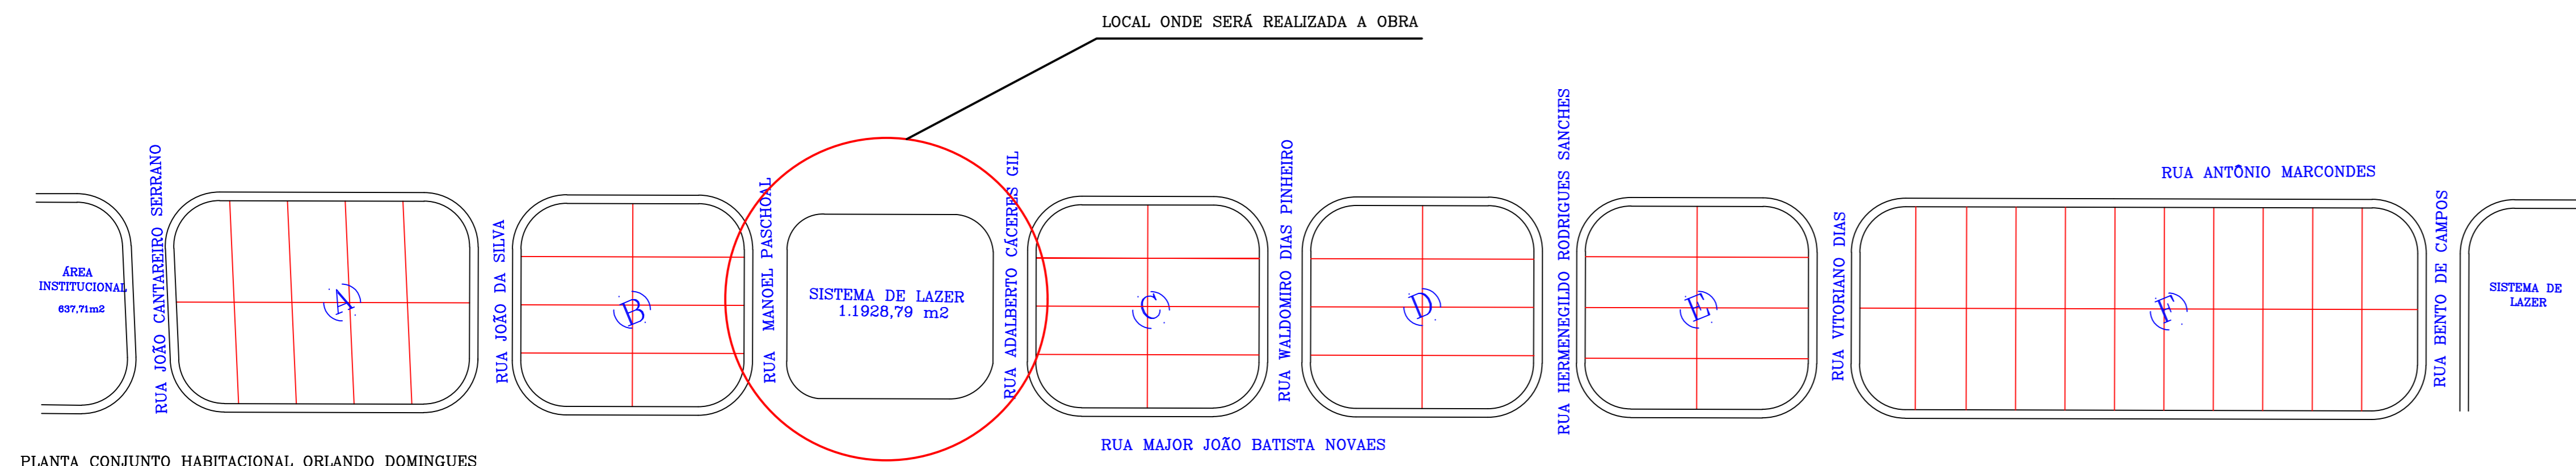 LOCAL ONDE SERÁ REALIZADA A OBRA
RUA ANTÔNIO MARCONDES
ÁREA
INSTITUCIONAL
637,71m2
RUA JOÃO CANTARERO SERRANO
A
RUA JOÃO DA SILVA
B
RUA MANOEL PASCHOAL
SISTEMA DE LAZER
1.1928,79 m2
RUA ADALBERTO CÁCERES GIL
C
RUA WALDOMIRO DIAS PINHEIRO
D
RUA HERMENEGILDO RODRIGUES SANCHES
E
RUA VITORIANO DIAS
F
RUA BENTO DE CAMPOS
SISTEMA DE
LAZER
RUA MAJOR JOÃO BATISTA NOVAES
PLANTA CONJUNTO HABITACIONAL ORLANDO DOMINGUES